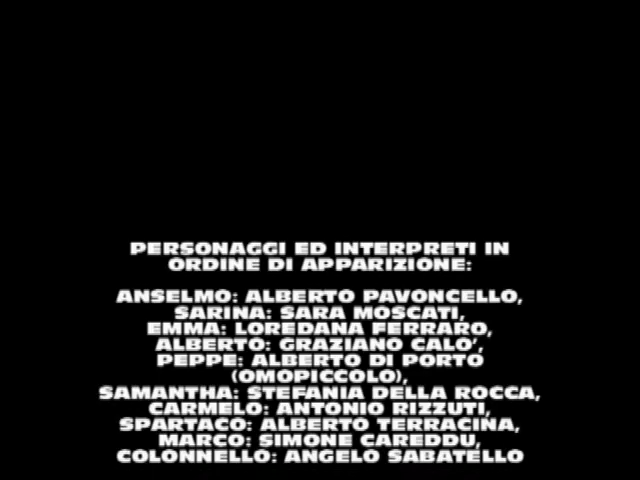 PERSONAGGI ED INTERPRETI IN
ORDINE DI APPARIZIONE:
ANSELMO: ALBERTO PAVONCELLO,
SARINA: SARA MOSCATI,
EMMA: LOREDANA FERRARO,
ALBERTO: GRAZIANO CALO',
PEPPE: ALBERTO DI PORTO
(OMOPICCOLO),
SAMANTHA: STEFANIA DELLA ROCCA,
CARMELO: ANTONIO RIZZUTI,
SPARTACO: ALBERTO TERRACINA,
MARCO: SIMONE CAREDDU,
COLONNELLO: ANGELO SABATELLO